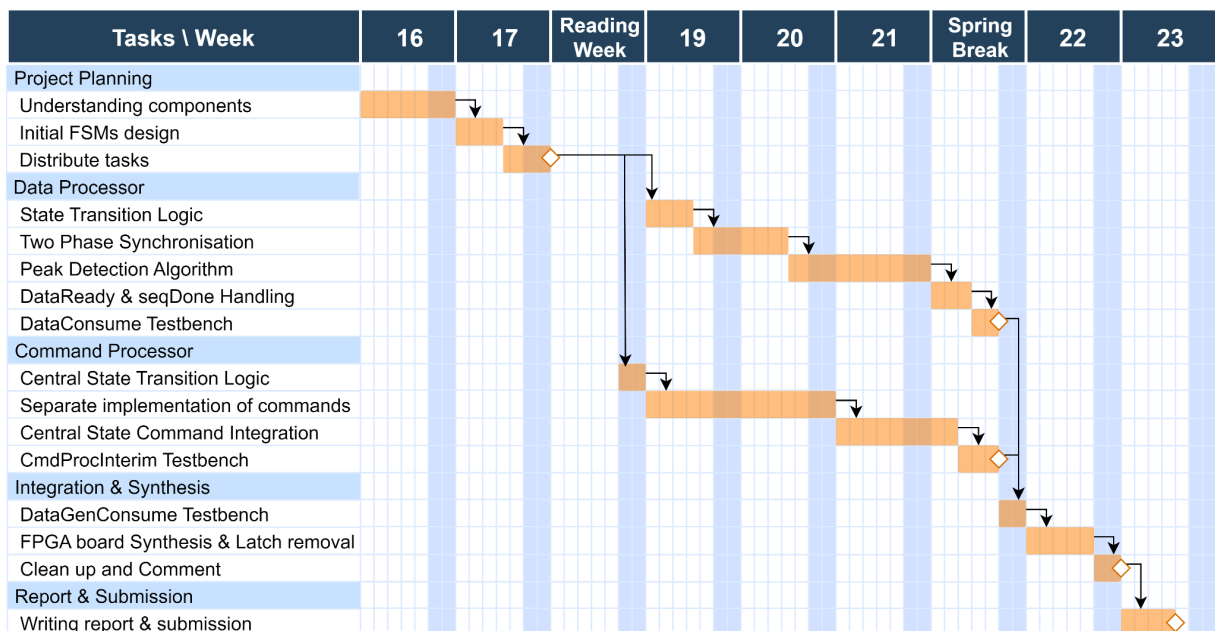 Tasks \ Week 16 17 Reading Week 19 20 21 Spring Break 22 23
Project Planning
Understanding components
Initial FSMs design
Distribute tasks
Data Processor
State Transition Logic
Two Phase Synchronisation
Peak Detection Algorithm
DataReady & seqDone Handling
DataConsume Testbench
Command Processor
Central State Transition Logic
Separate implementation of commands
Central State Command Integration
CmdProcInterim Testbench
Integration & Synthesis
DataGenConsume Testbench
FPGA board Synthesis & Latch removal
Clean up and Comment
Report & Submission
Writing report & submission